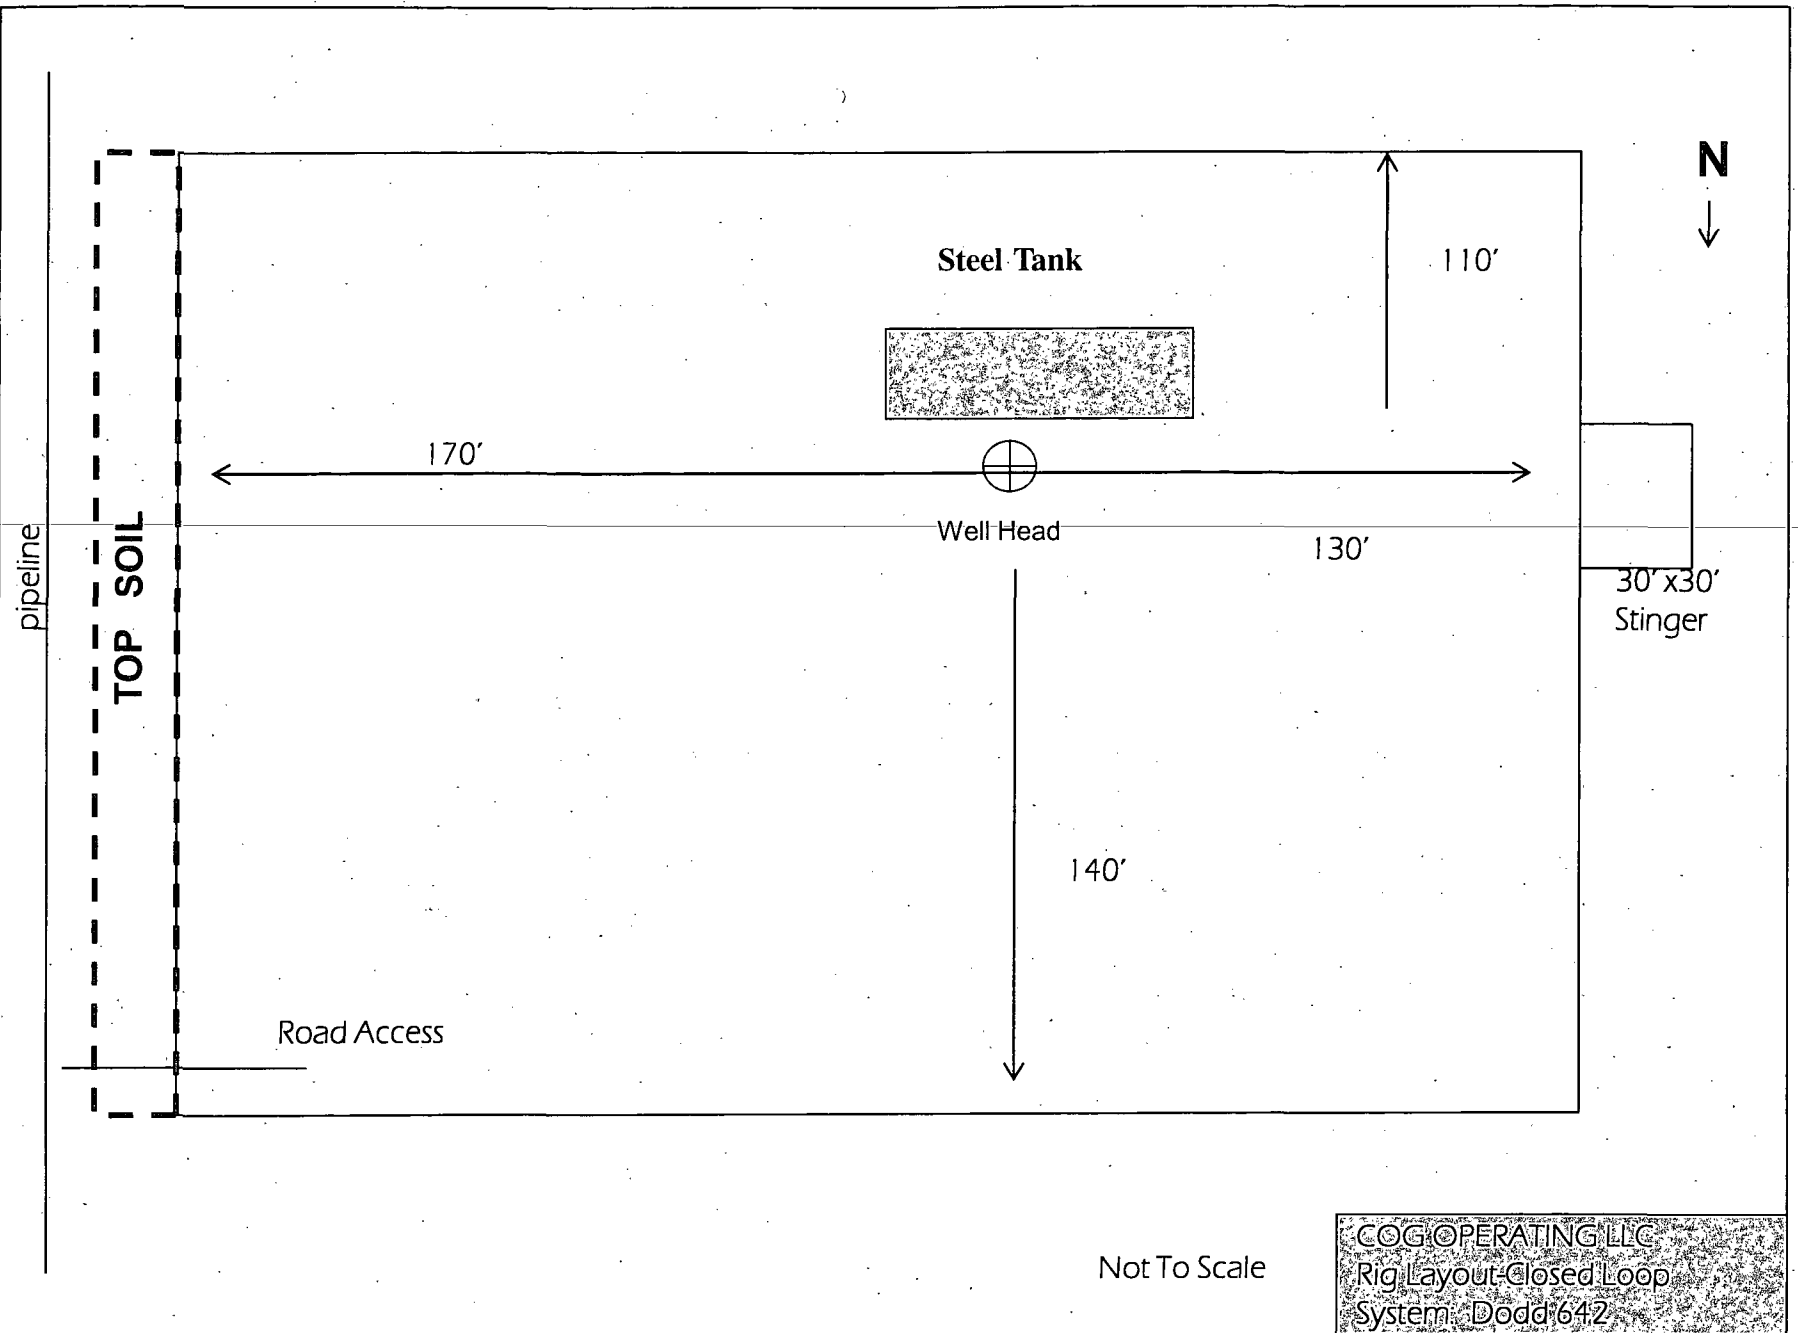 N
Steel Tank
110'
170'
Well Head
130'
30' x30'
Stinger
pipeline
TOP SOIL
140'
Road Access
Not To Scale
COG OPERATING LLC
Rig Layout-Closed Loop
System: Dodd 642